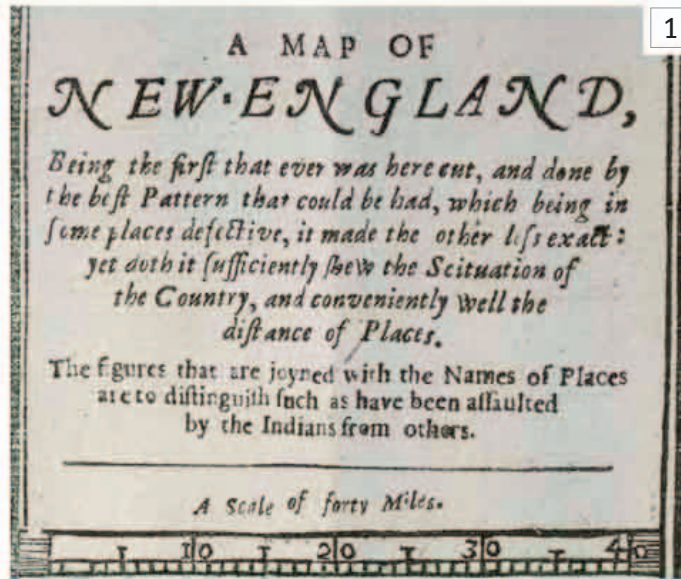 1
A MAP OF
NEW·ENGLAND,
Being the firſt that ever was here cut, and done by
the beſt Pattern that could be had, which being in
ſome places defective, it made the other leſs exact:
yet doth it ſufficiently ſhew the Scituation of
the Country, and conveniently well the
diſtance of Places.
The figures that are joyned with the Names of Places
are to diſtinguiſh ſuch as have been aſſaulted
by the Indians from others.
A Scale of forty Miles.
5 10 5 20 5 30 5 40